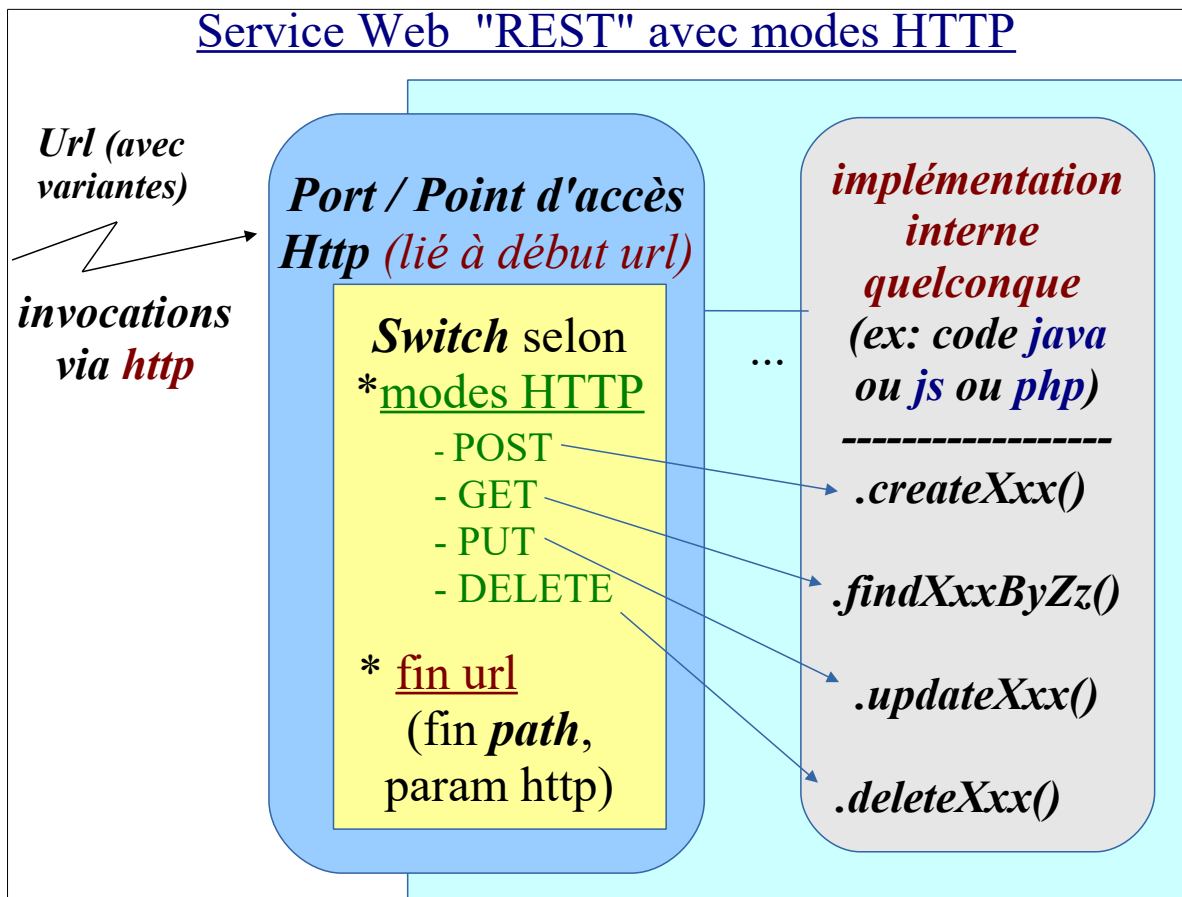 Service Web "REST" avec modes HTTP
Url (avec
variantes)
invocations
via http
Port / Point d'accès
Http (lié à début url)
Switch selon
*modes HTTP
- POST
- GET
- PUT
- DELETE
* fin url
(fin path,
param http)
...
implémentation
interne
quelconque
(ex: code java
ou js ou php)
------------------
.createXxx()
.findXxxByZz()
.updateXxx()
.deleteXxx()